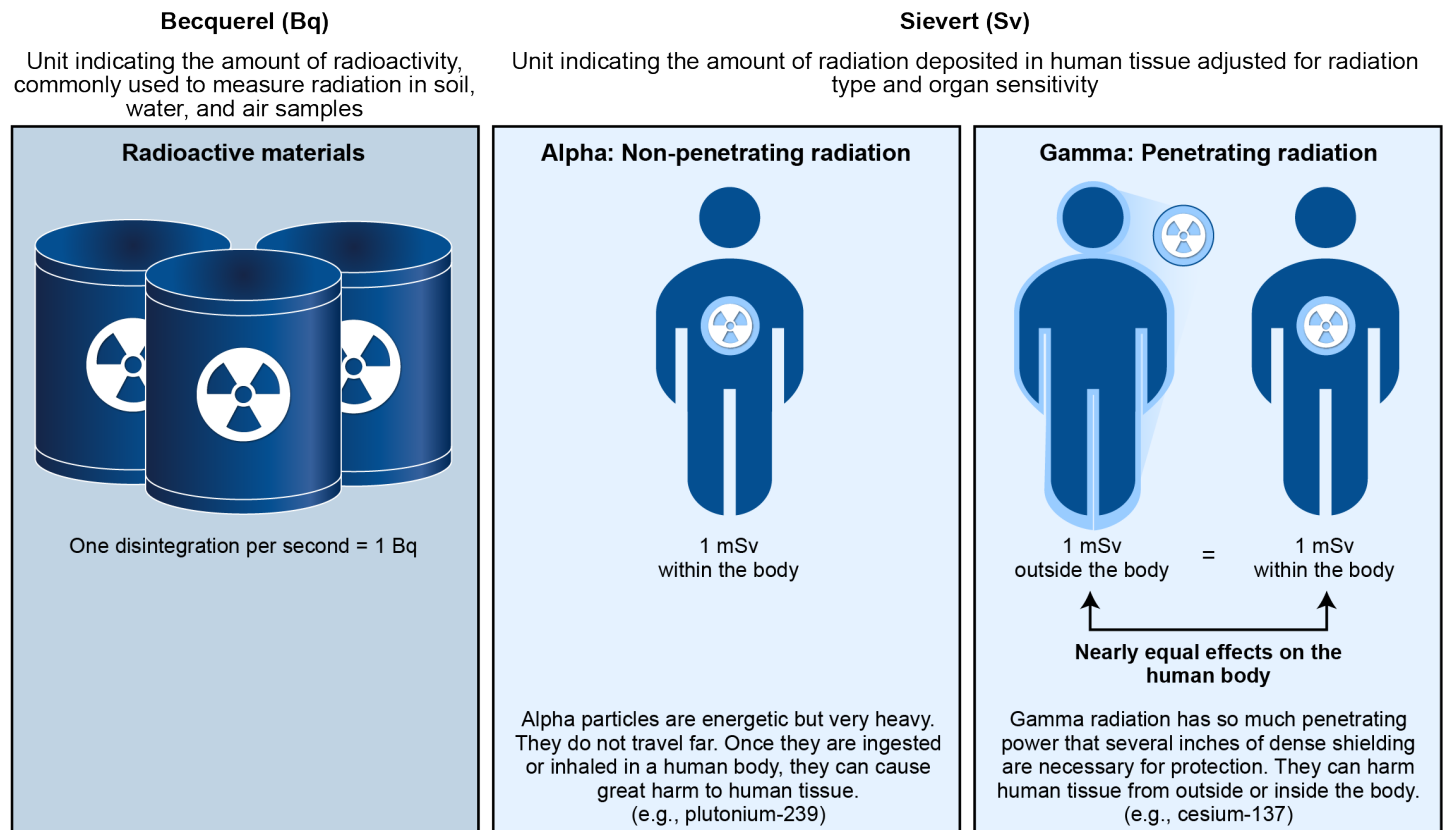 Becquerel (Bq)
Unit indicating the amount of radioactivity,
commonly used to measure radiation in soil,
water, and air samples
Sievert (Sv)
Unit indicating the amount of radiation deposited in human tissue adjusted for radiation
type and organ sensitivity
Radioactive materials
One disintegration per second = 1 Bq
Alpha: Non-penetrating radiation
1 mSv
within the body
Alpha particles are energetic but very heavy.
They do not travel far. Once they are ingested
or inhaled in a human body, they can cause
great harm to human tissue.
(e.g., plutonium-239)
Gamma: Penetrating radiation
1 mSv
outside the body
=
1 mSv
within the body
Nearly equal effects on the
human body
Gamma radiation has so much penetrating
power that several inches of dense shielding
are necessary for protection. They can harm
human tissue from outside or inside the body.
(e.g., cesium-137)